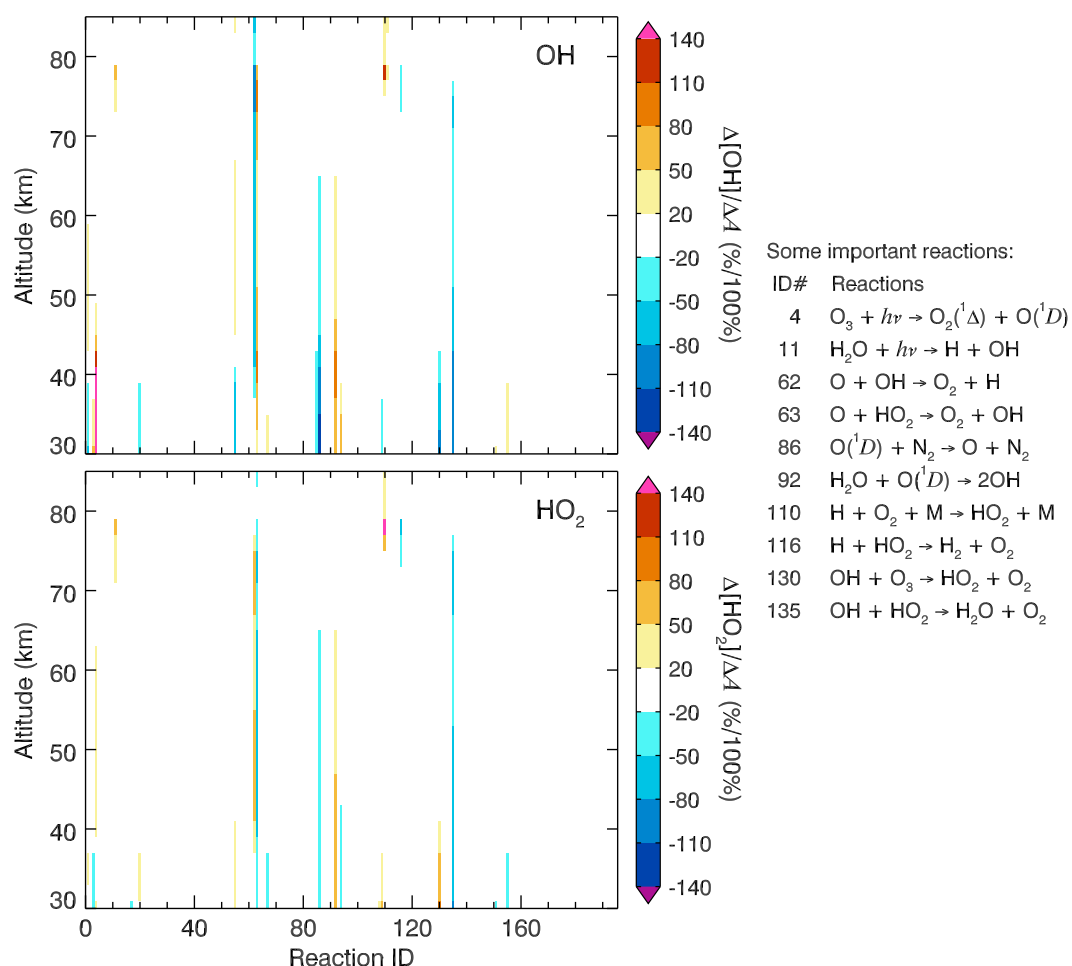 OH
80
70
60
50
40
30
Altitude (km)
140
110
80
50
20
-20
-50
-80
-110
-140
Δ[OH]/ΔA (%/100%)
HO₂
80
70
60
50
40
30
Altitude (km)
0 40 80 120 160
Reaction ID
140
110
80
50
20
-20
-50
-80
-110
-140
Δ[HO₂]/ΔA (%/100%)
Some important reactions:
ID# Reactions
4 O₃ + hν → O₂(¹Δ) + O(¹D)
11 H₂O + hν → H + OH
62 O + OH → O₂ + H
63 O + HO₂ → O₂ + OH
86 O(¹D) + N₂ → O + N₂
92 H₂O + O(¹D) → 2OH
110 H + O₂ + M → HO₂ + M
116 H + HO₂ → H₂ + O₂
130 OH + O₃ → HO₂ + O₂
135 OH + HO₂ → H₂O + O₂